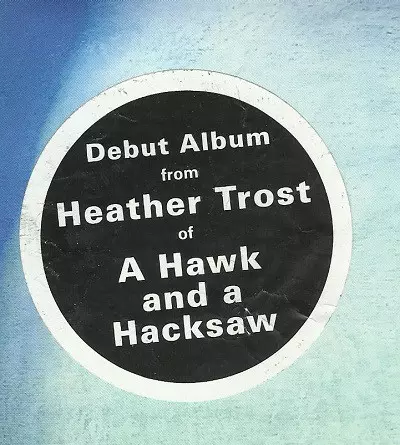 Debut Album
from
Heather Trost
of
A Hawk
and a
Hacksaw